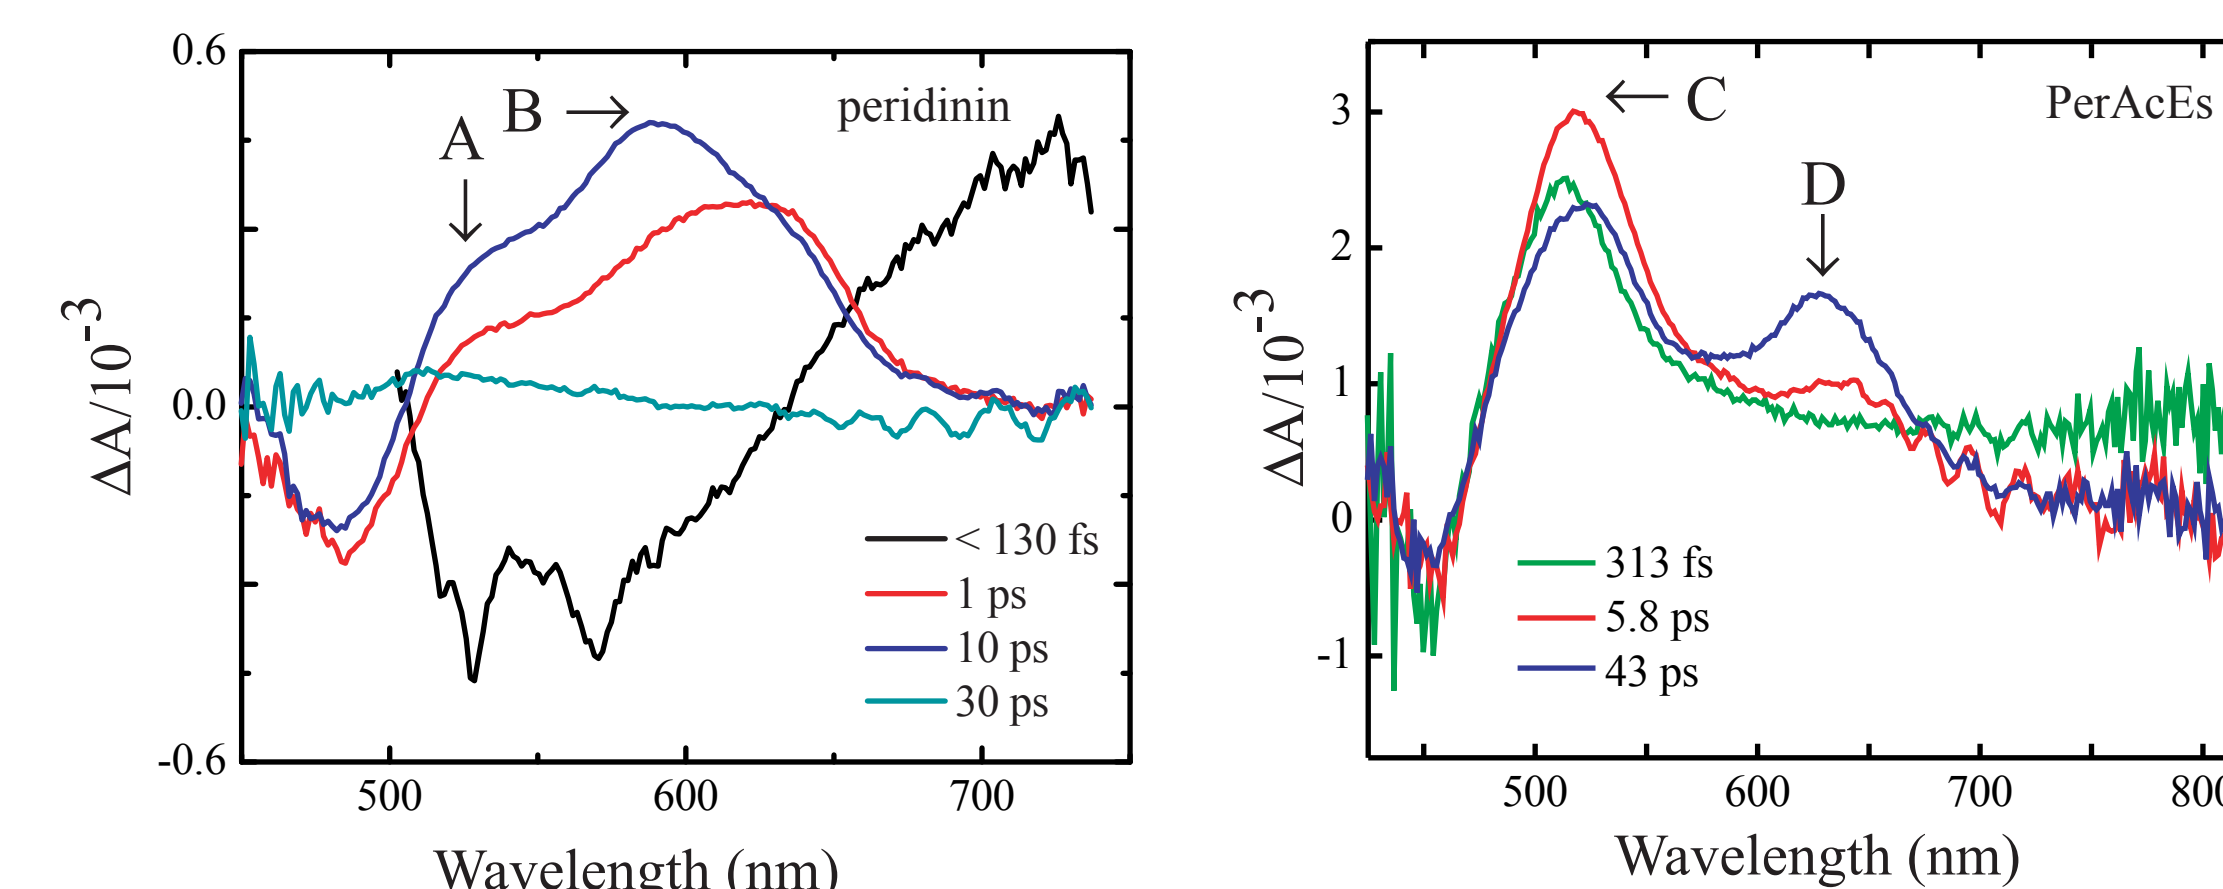 0.6
0.0
-0.6
ΔA/10⁻³
A
B
peridinin
< 130 fs
1 ps
10 ps
30 ps
500 600 700
Wavelength (nm)
3
2
1
0
-1
ΔA/10⁻³
C
D
PerAcEs
313 fs
5.8 ps
43 ps
500 600 700 800
Wavelength (nm)